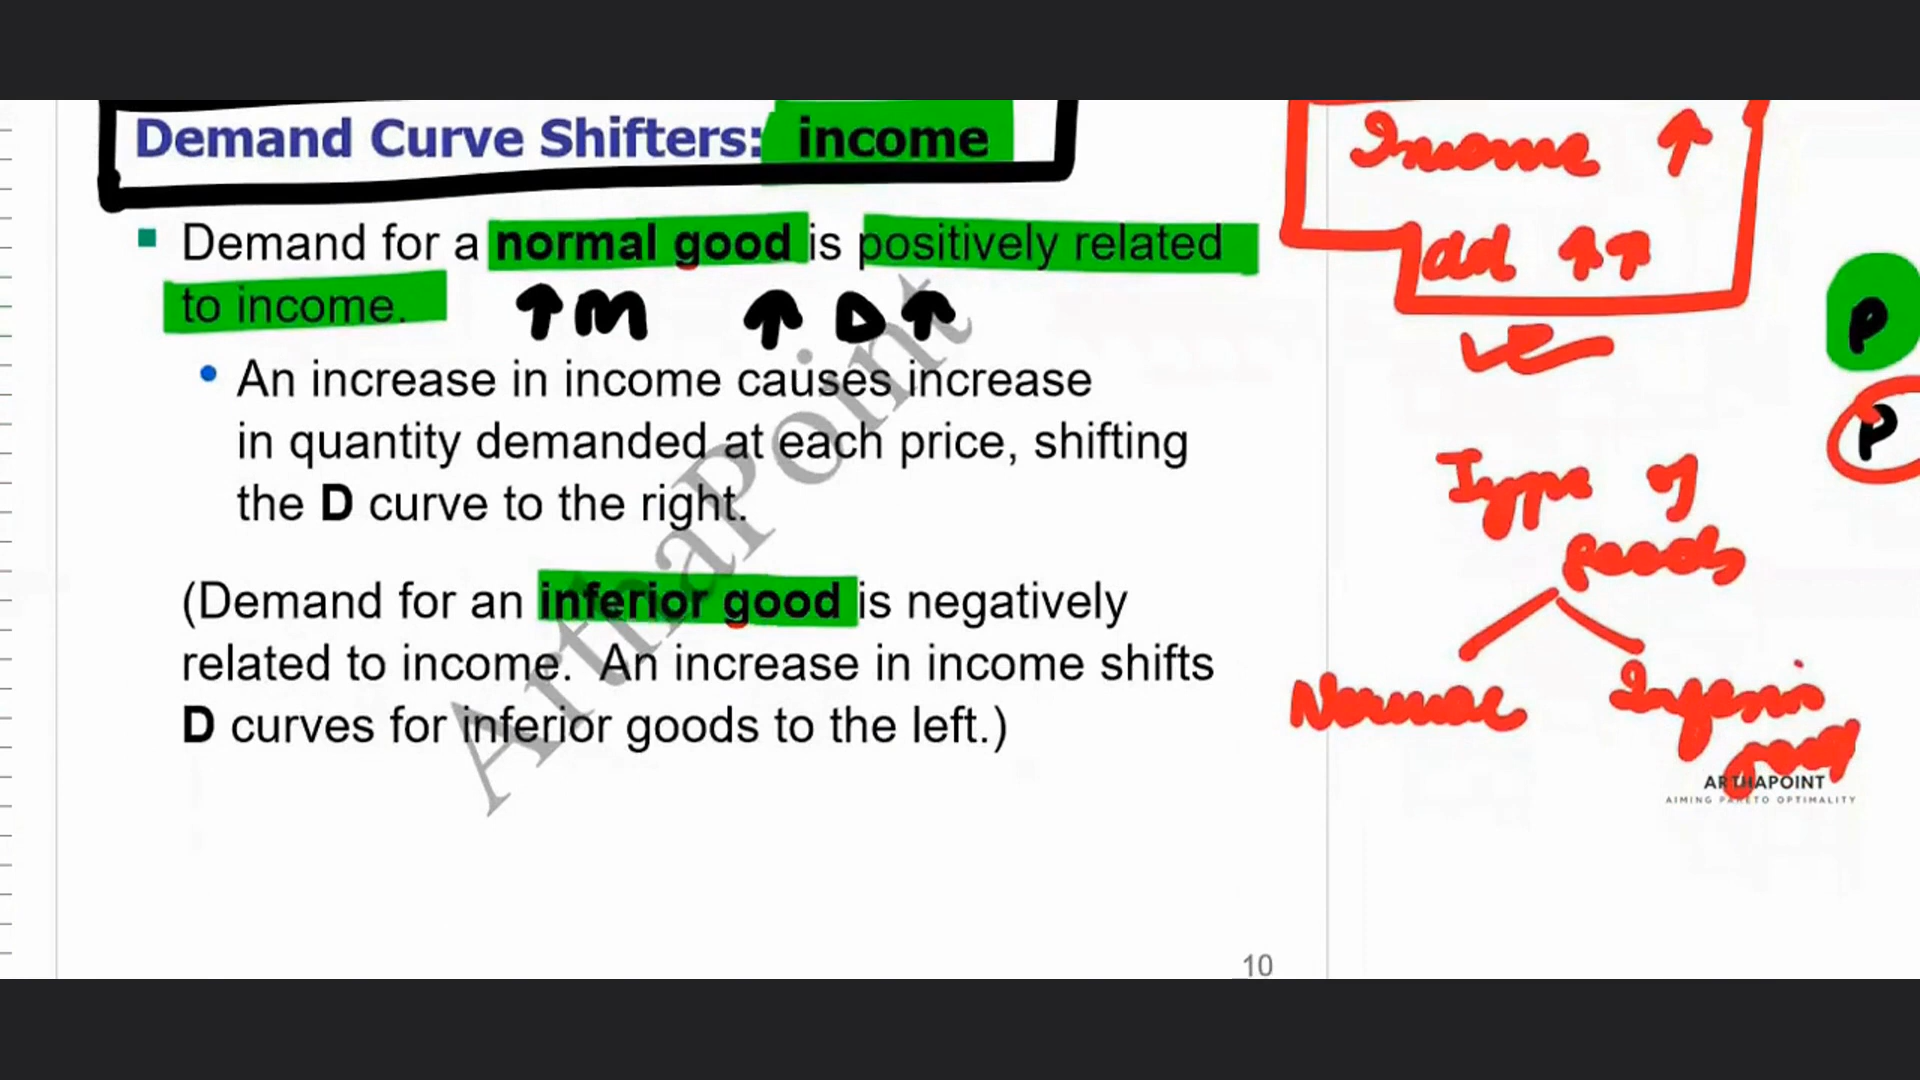 Demand Curve Shifters: income
Demand for a normal good is positively related
to income. ↑ M ↑ D ↑
An increase in income causes increase
in quantity demanded at each price, shifting
the D curve to the right.
(Demand for an inferior good is negatively
related to income. An increase in income shifts
D curves for inferior goods to the left.)
10
Income ↑
dd ↑↑
P
P
Type of
goods
Normal
Inferior
good
ARTHAPOINT
AIMING PARETO OPTIMALITY
ArthaPoint